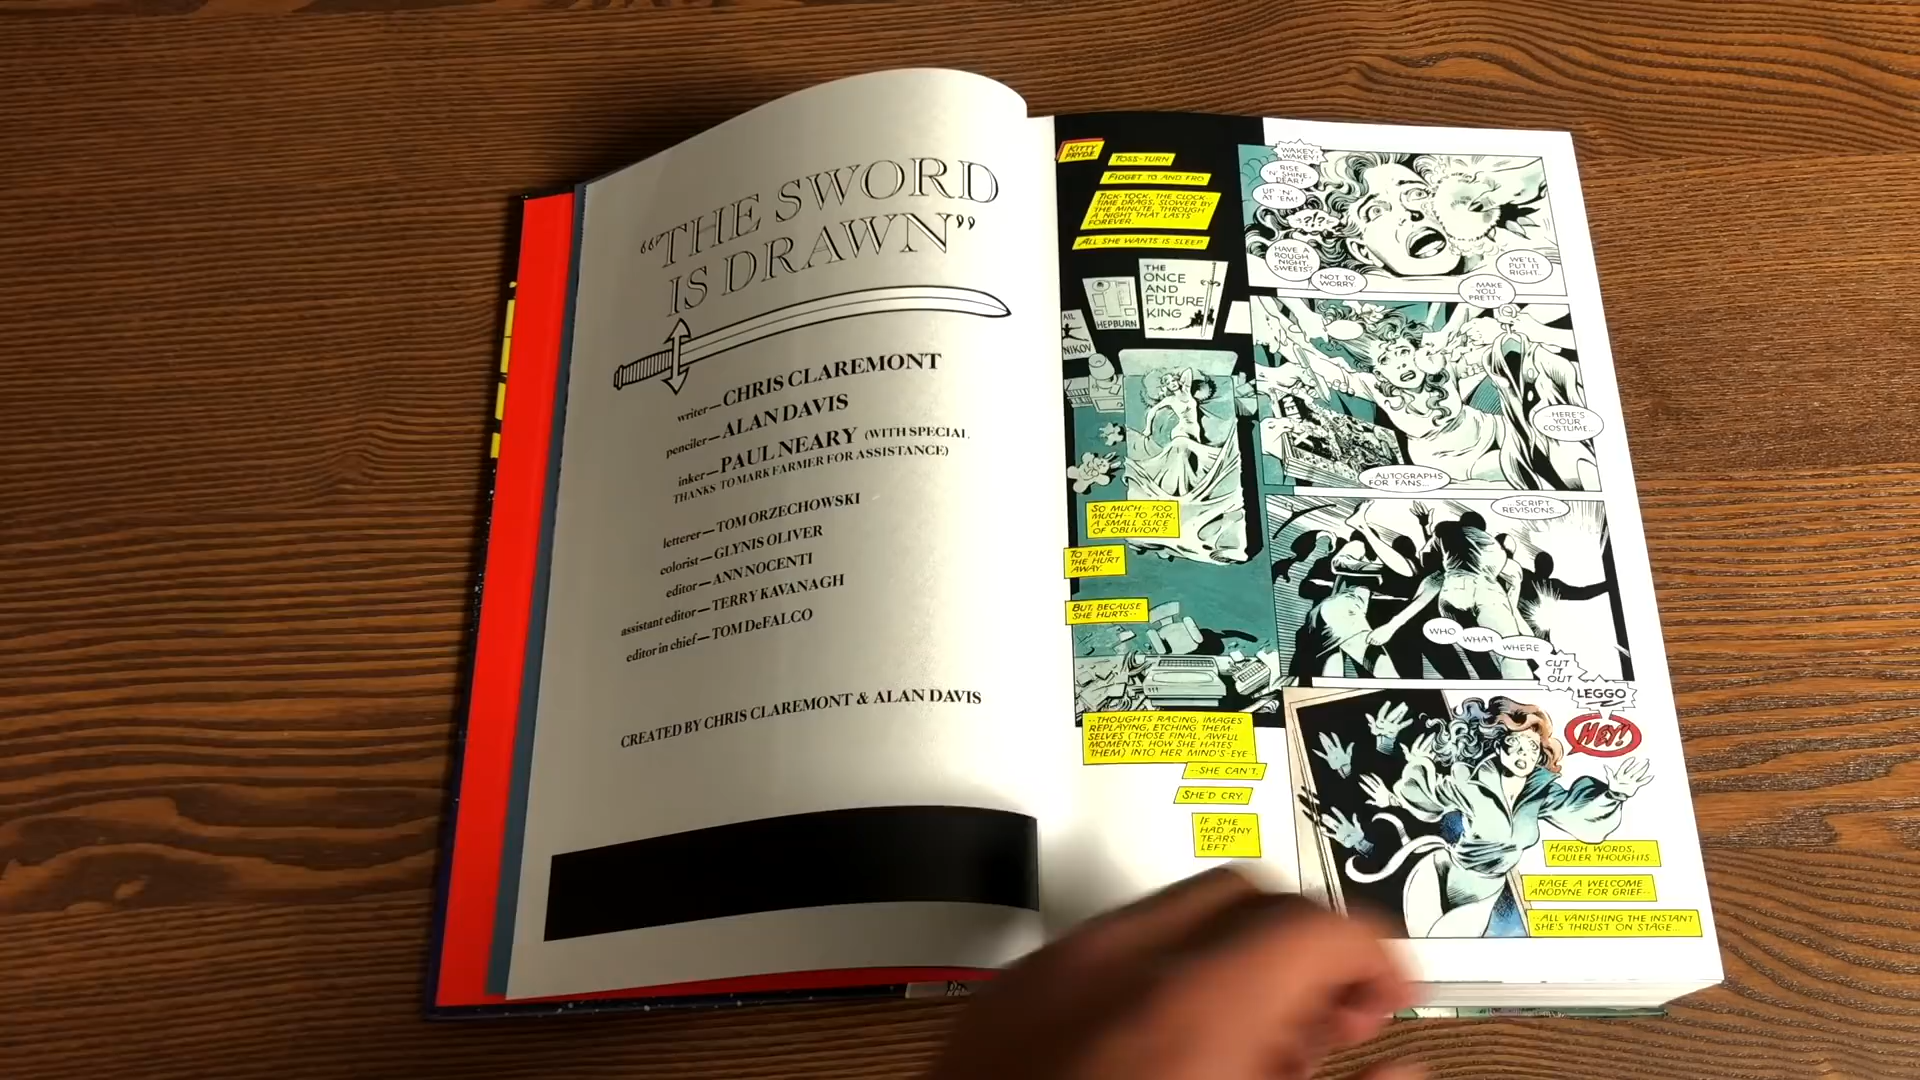 “THE SWORD
IS DRAWN”
writer—CHRIS CLAREMONT
penciler—ALAN DAVIS
inker—PAUL NEARY (WITH SPECIAL
THANKS TO MARK FARMER FOR ASSISTANCE)
letterer—TOM ORZECHOWSKI
colorist—GLYNIS OLIVER
editor—ANN NOCENTI
assistant editor—TERRY KAVANAGH
editor in chief—TOM DeFALCO
CREATED BY CHRIS CLAREMONT & ALAN DAVIS
KITTY
PRYDE.
TOSS-TURN
FIDGET TO AND FRO.
TICK-TOCK, THE CLOCK--
TIME DRAGS, SLOWER BY
THE MINUTE, THROUGH
A NIGHT THAT LASTS
FOREVER.
ALL SHE WANTS IS SLEEP
THE
ONCE
AND
FUTURE
KING
HEPBURN
AIL
NIKOV
SO MUCH-- TOO
MUCH-- TO ASK,
A SMALL SLICE
OF OBLIVION?
TO TAKE
THE HURT
AWAY.
BUT, BECAUSE
SHE HURTS--
--THOUGHTS RACING, IMAGES
REPLAYING, ETCHING THEM-
SELVES (THOSE FINAL, AWFUL
MOMENTS, HOW SHE HATES
THEM) INTO HER MIND'S-EYE--
--SHE CAN'T.
SHE'D CRY.
IF SHE
HAD ANY
TEARS
LEFT
WAKEY-
WAKEY!
RISE
'N' SHINE,
DEAR!
UP 'N'
AT 'EM!
?!?
HAVE A
ROUGH
NIGHT,
SWEETS?
NOT TO
WORRY.
WE'LL
PUT IT
RIGHT.
...MAKE
YOU
PRETTY.
...HERE'S
YOUR
COSTUME...
AUTOGRAPHS
FOR FANS...
SCRIPT
REVISIONS...
WHO
WHAT
WHERE
CUT
IT
OUT
LEGGO
HEY!
HARSH WORDS,
FOULER THOUGHTS...
...RAGE A WELCOME
ANODYNE FOR GRIEF--
--ALL VANISHING THE INSTANT
SHE'S THRUST ON STAGE...